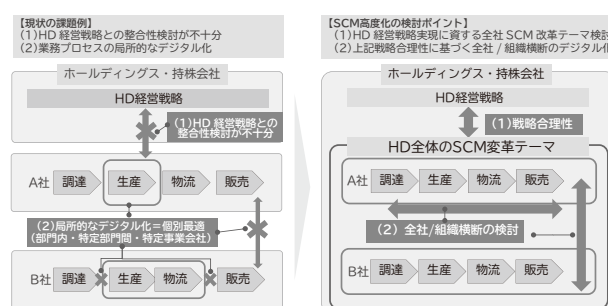 【現状の課題例】
(1)HD 経営戦略との整合性検討が不十分
(2)業務プロセスの局所的なデジタル化
ホールディングス・持株会社
HD経営戦略
(1)HD 経営戦略との
整合性検討が不十分
A社 調達 生産 物流 販売
(2)局所的なデジタル化＝個別最適
（部門内・特定部門間・特定事業会社）
B社 調達 生産 物流 販売
【SCM高度化の検討ポイント】
(1)HD経営戦略実現に資する全社 SCM 改革テーマ検討
(2)上記戦略合理性に基づく全社 / 組織横断のデジタル化
ホールディングス・持株会社
HD経営戦略
(1)戦略合理性
HD全体のSCM変革テーマ
A社 調達 生産 物流 販売
(2) 全社/組織横断の検討
B社 調達 生産 物流 販売